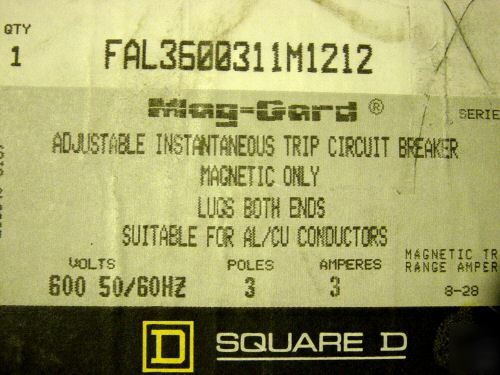 QTY
1 FAL3600311M1212
Mag-Gard ®
SERIE
ADJUSTABLE INSTANTANEOUS TRIP CIRCUIT BREAKER
MAGNETIC ONLY
LUGS BOTH ENDS
SUITABLE FOR AL/CU CONDUCTORS
VOLTS POLES AMPERES MAGNETIC TR
RANGE AMPER
600 50/60HZ 3 3 8-28
D SQUARE D